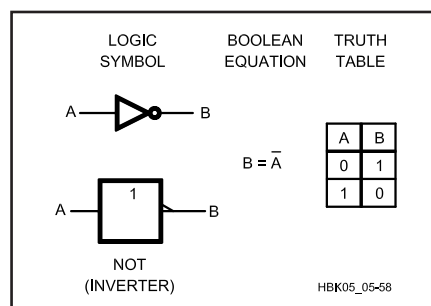 LOGIC SYMBOL
BOOLEAN EQUATION
TRUTH TABLE
A B
B = A̅
A B
0 1
1 0
1
A B
NOT
(INVERTER)
HBK05_05-58